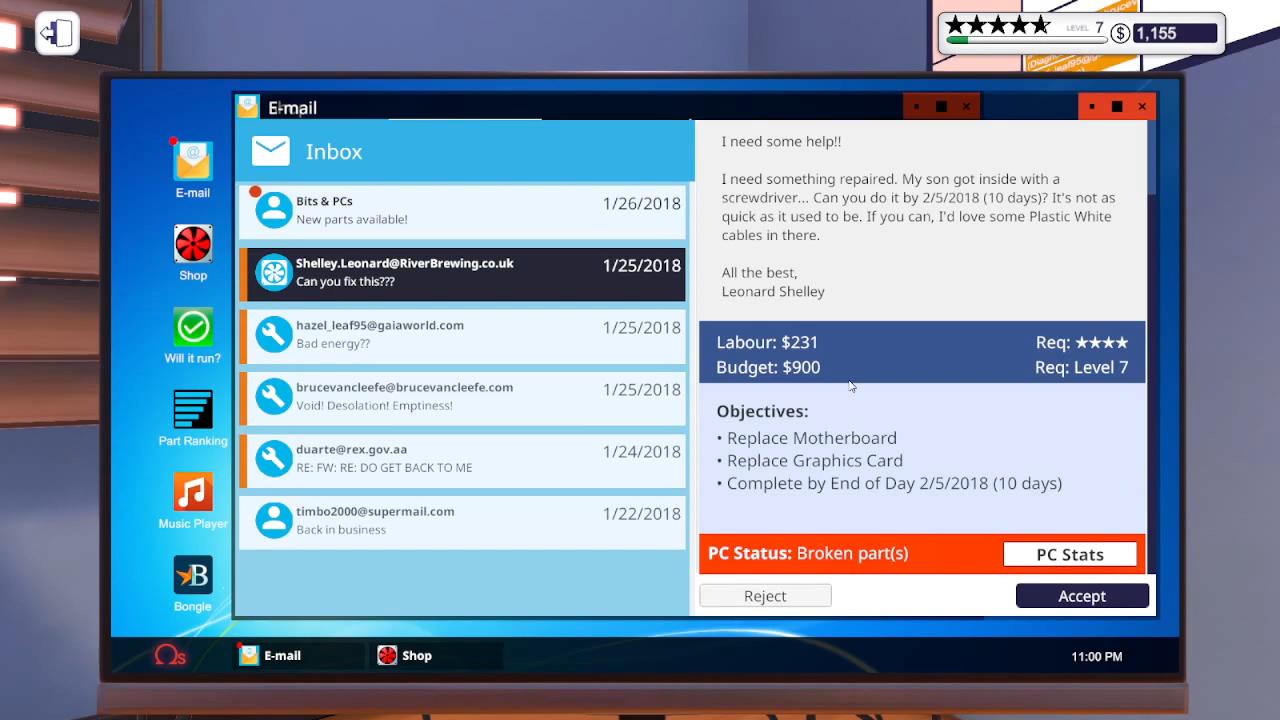 LEVEL 7
$ 1,155
E-mail
Inbox
Bits & PCs
New parts available!
1/26/2018
Shelley.Leonard@RiverBrewing.co.uk
Can you fix this???
1/25/2018
hazel_leaf95@gaiaworld.com
Bad energy??
1/25/2018
brucevancleefe@brucevancleefe.com
Void! Desolation! Emptiness!
1/25/2018
duarte@rex.gov.aa
RE: FW: RE: DO GET BACK TO ME
1/24/2018
timbo2000@supermail.com
Back in business
1/22/2018
I need some help!!
I need something repaired. My son got inside with a
screwdriver... Can you do it by 2/5/2018 (10 days)? It's not as
quick as it used to be. If you can, I'd love some Plastic White
cables in there.
All the best,
Leonard Shelley
Labour: $231
Req: ★★★★
Budget: $900
Req: Level 7
Objectives:
• Replace Motherboard
• Replace Graphics Card
• Complete by End of Day 2/5/2018 (10 days)
PC Status: Broken part(s)
PC Stats
Reject
Accept
E-mail
Shop
Will it run?
Part Ranking
Music Player
B
Bongle
Ωs
E-mail
Shop
11:00 PM